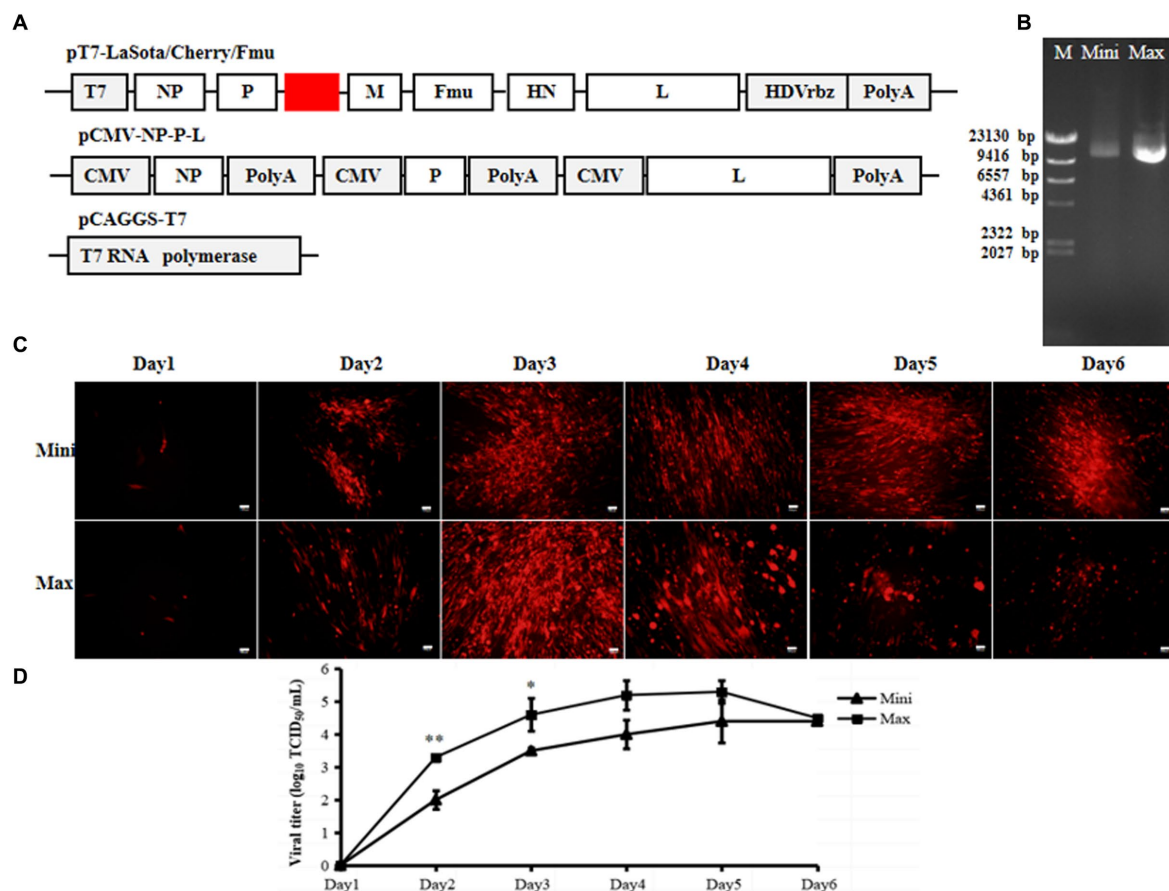 A
pT7-LaSota/Cherry/Fmu
T7 NP P M Fmu HN L HDVrbz PolyA
pCMV-NP-P-L
CMV NP PolyA CMV P PolyA CMV L PolyA
pCAGGS-T7
T7 RNA polymerase
B
M Mini Max
23130 bp
9416 bp
6557 bp
4361 bp
2322 bp
2027 bp
C
Day1 Day2 Day3 Day4 Day5 Day6
Mini
Max
D
Viral titer (log10 TCID50/mL)
6
5
4
3
2
1
0
**
*
Mini
Max
Day1 Day2 Day3 Day4 Day5 Day6